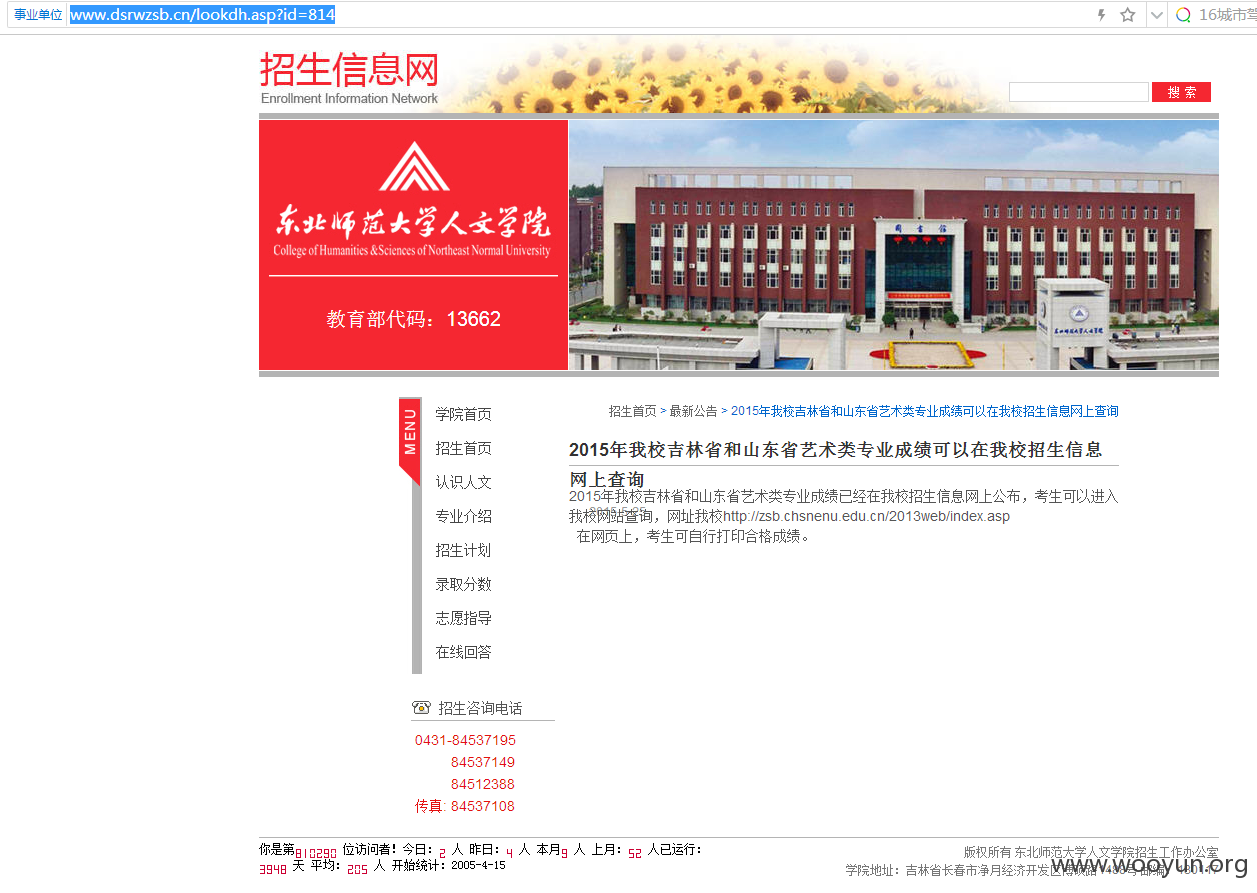 事业单位 www.dsrwzsb.cn/lookdh.asp?id=814 16城市驾
招生信息网
Enrollment Information Network
搜 索
东北师范大学人文学院
College of Humanities &Sciences of Northeast Normal University
教育部代码：13662
图书馆
MENU
学院首页
招生首页
认识人文
专业介绍
招生计划
录取分数
志愿指导
在线回答
招生首页 > 最新公告 > 2015年我校吉林省和山东省艺术类专业成绩可以在我校招生信息网上查询
2015年我校吉林省和山东省艺术类专业成绩可以在我校招生信息
网上查询
2015年我校吉林省和山东省艺术类专业成绩已经在我校招生信息网上公布，考生可以进入
我校网站查询，网址我校http://zsb.chsnenu.edu.cn/2013web/index.asp
在网页上，考生可自行打印合格成绩。
招生咨询电话
0431-84537195
84537149
84512388
传真: 84537108
你是第810290 位访问者！今日：2 人 昨日：4 人 本月9 人 上月：52 人已运行：
3948 天 平均：205 人 开始统计：2005-4-15
版权所有 东北师范大学人文学院招生工作办公室
学院地址：吉林省长春市净月经济开发区博硕路1488号 邮编：130117
www.wooyun.org